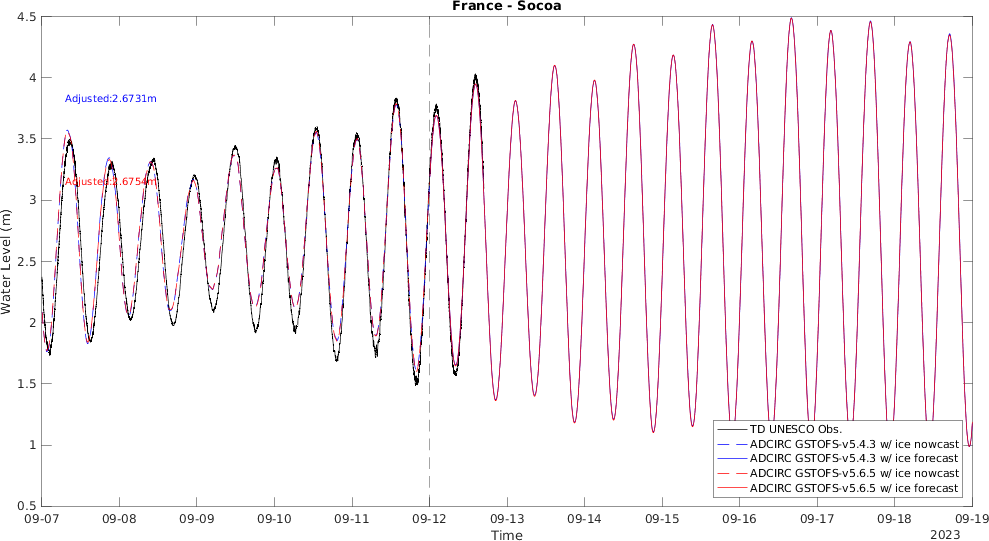 France - Socoa
4.5
4
3.5
3
2.5
2
1.5
1
0.5
Water Level (m)
Adjusted:2.6731m
Adjusted:2.6754m
TD UNESCO Obs.
ADCIRC GSTOFS-v5.4.3 w/ ice nowcast
ADCIRC GSTOFS-v5.4.3 w/ ice forecast
ADCIRC GSTOFS-v5.6.5 w/ ice nowcast
ADCIRC GSTOFS-v5.6.5 w/ ice forecast
09-07 09-08 09-09 09-10 09-11 09-12 09-13 09-14 09-15 09-16 09-17 09-18 09-19
Time
2023